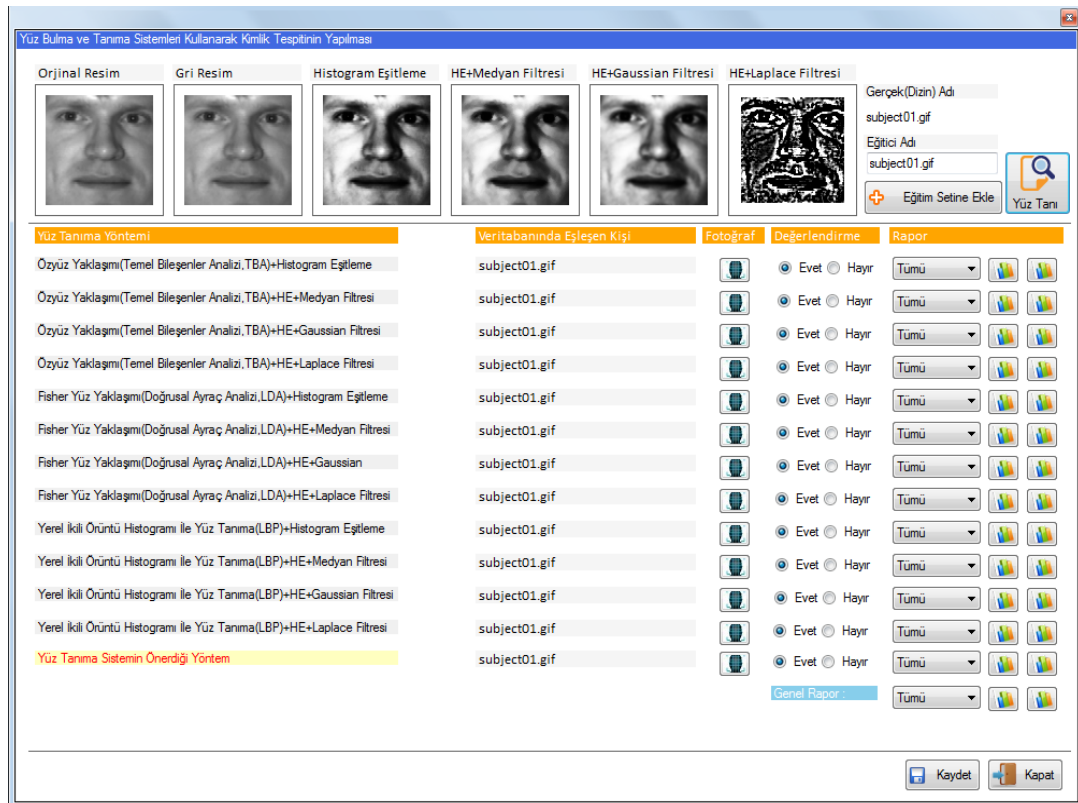 Yüz Bulma ve Tanıma Sistemleri Kullanarak Kimlik Tespitinin Yapılması
Orjinal Resim Gri Resim Histogram Eşitleme HE+Medyan Filtresi HE+Gaussian Filtresi HE+Laplace Filtresi
Gerçek(Dizin) Adı
subject01.gif
Eğitici Adı
subject01.gif
Eğitim Setine Ekle
Yüz Tanı
Yüz Tanıma Yöntemi Veritabanında Eşleşen Kişi Fotoğraf Değerlendirme Rapor
Özyüz Yaklaşımı(Temel Bileşenler Analizi,TBA)+Histogram Eşitleme subject01.gif Evet Hayır Tümü
Özyüz Yaklaşımı(Temel Bileşenler Analizi,TBA)+HE+Medyan Filtresi subject01.gif Evet Hayır Tümü
Özyüz Yaklaşımı(Temel Bileşenler Analizi,TBA)+HE+Gaussian Filtresi subject01.gif Evet Hayır Tümü
Özyüz Yaklaşımı(Temel Bileşenler Analizi,TBA)+HE+Laplace Filtresi subject01.gif Evet Hayır Tümü
Fisher Yüz Yaklaşımı(Doğrusal Ayraç Analizi,LDA)+Histogram Eşitleme subject01.gif Evet Hayır Tümü
Fisher Yüz Yaklaşımı(Doğrusal Ayraç Analizi,LDA)+HE+Medyan Filtresi subject01.gif Evet Hayır Tümü
Fisher Yüz Yaklaşımı(Doğrusal Ayraç Analizi,LDA)+HE+Gaussian subject01.gif Evet Hayır Tümü
Fisher Yüz Yaklaşımı(Doğrusal Ayraç Analizi,LDA)+HE+Laplace Filtresi subject01.gif Evet Hayır Tümü
Yerel İkili Örüntü Histogramı İle Yüz Tanıma(LBP)+Histogram Eşitleme subject01.gif Evet Hayır Tümü
Yerel İkili Örüntü Histogramı İle Yüz Tanıma(LBP)+HE+Medyan Filtresi subject01.gif Evet Hayır Tümü
Yerel İkili Örüntü Histogramı İle Yüz Tanıma(LBP)+HE+Gaussian Filtresi subject01.gif Evet Hayır Tümü
Yerel İkili Örüntü Histogramı İle Yüz Tanıma(LBP)+HE+Laplace Filtresi subject01.gif Evet Hayır Tümü
Yüz Tanıma Sistemin Önerdiği Yöntem subject01.gif Evet Hayır Tümü
Genel Rapor : Tümü
Kaydet Kapat